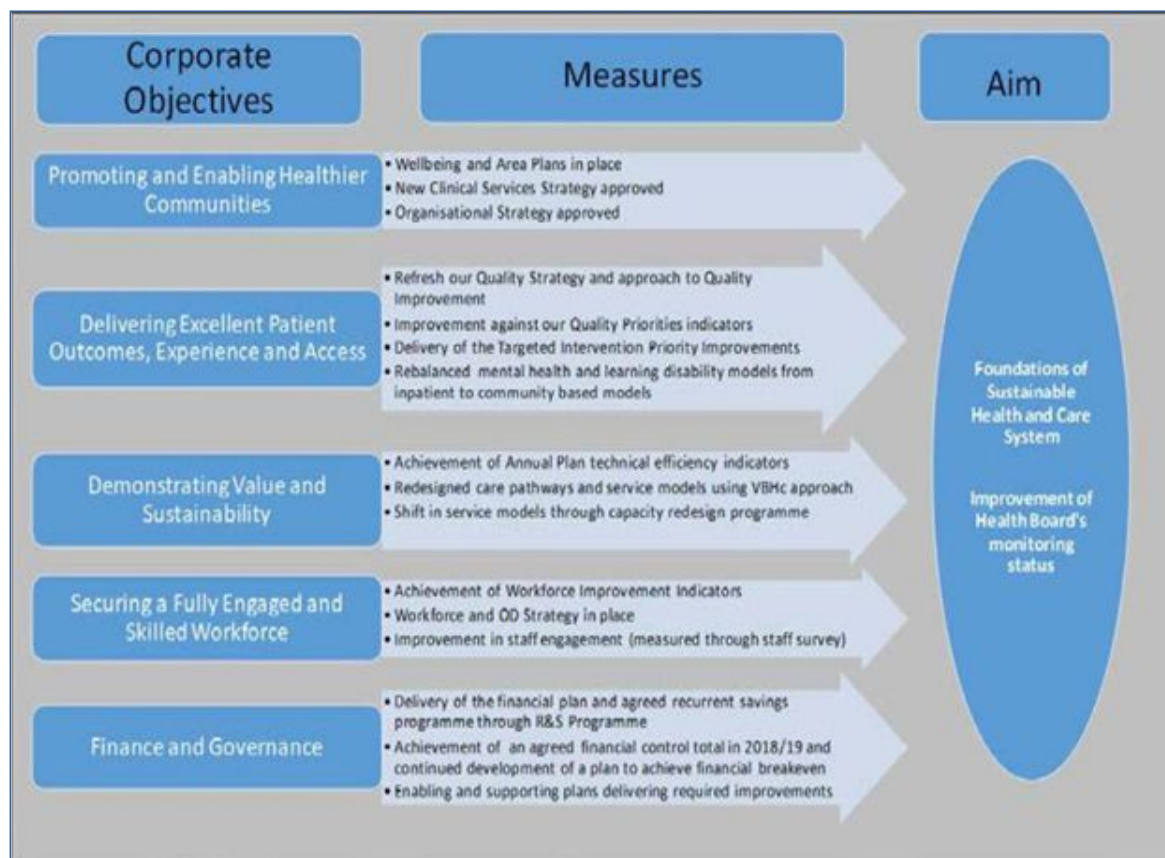 Corporate
Objectives
Measures
Aim
Promoting and Enabling Healthier
Communities
• Wellbeing and Area Plans in place
• New Clinical Services Strategy approved
• Organisational Strategy approved
Delivering Excellent Patient
Outcomes, Experience and Access
• Refresh our Quality Strategy and approach to Quality
Improvement
• Improvement against our Quality Priorities indicators
• Delivery of the Targeted Intervention Priority Improvements
• Rebalanced mental health and learning disability models from
inpatient to community based models
Demonstrating Value and
Sustainability
• Achievement of Annual Plan technical efficiency indicators
• Redesigned care pathways and service models using VBHc approach
• Shift in service models through capacity redesign programme
Securing a Fully Engaged and
Skilled Workforce
• Achievement of Workforce Improvement Indicators
• Workforce and OD Strategy in place
• Improvement in staff engagement (measured through staff survey)
Finance and Governance
• Delivery of the financial plan and agreed recurrent savings
programme through R&S Programme
• Achievement of an agreed financial control total in 2018/19 and
continued development of a plan to achieve financial breakeven
• Enabling and supporting plans delivering required improvements
Foundations of
Sustainable
Health and Care
System
Improvement of
Health Board's
monitoring
status